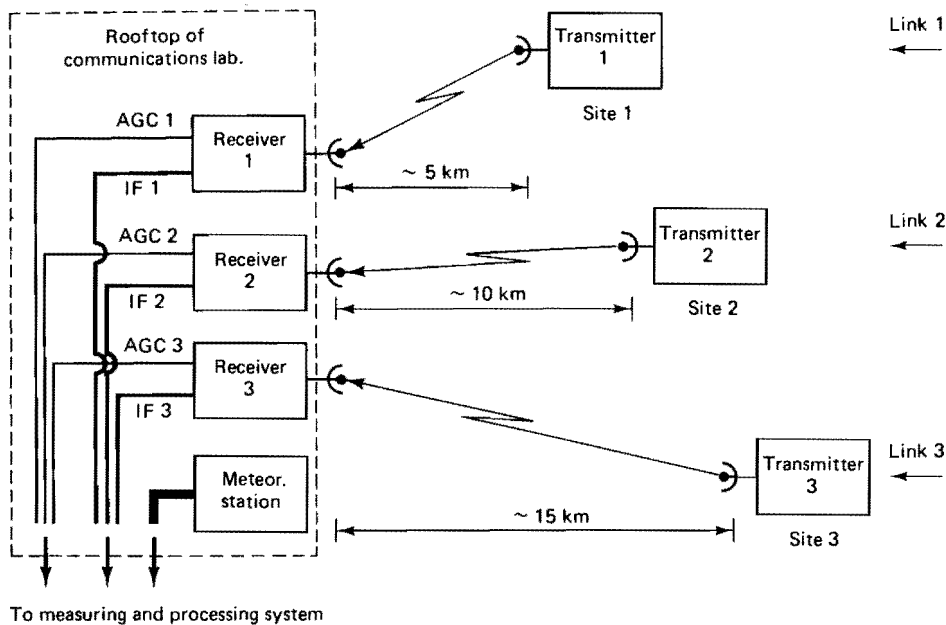 Rooftop of
communications lab.
Transmitter
1
Site 1
Link 1
AGC 1
Receiver
1
IF 1
~ 5 km
AGC 2
Receiver
2
IF 2
~ 10 km
Transmitter
2
Site 2
Link 2
AGC 3
Receiver
3
IF 3
Meteor.
station
~ 15 km
Transmitter
3
Site 3
Link 3
To measuring and processing system